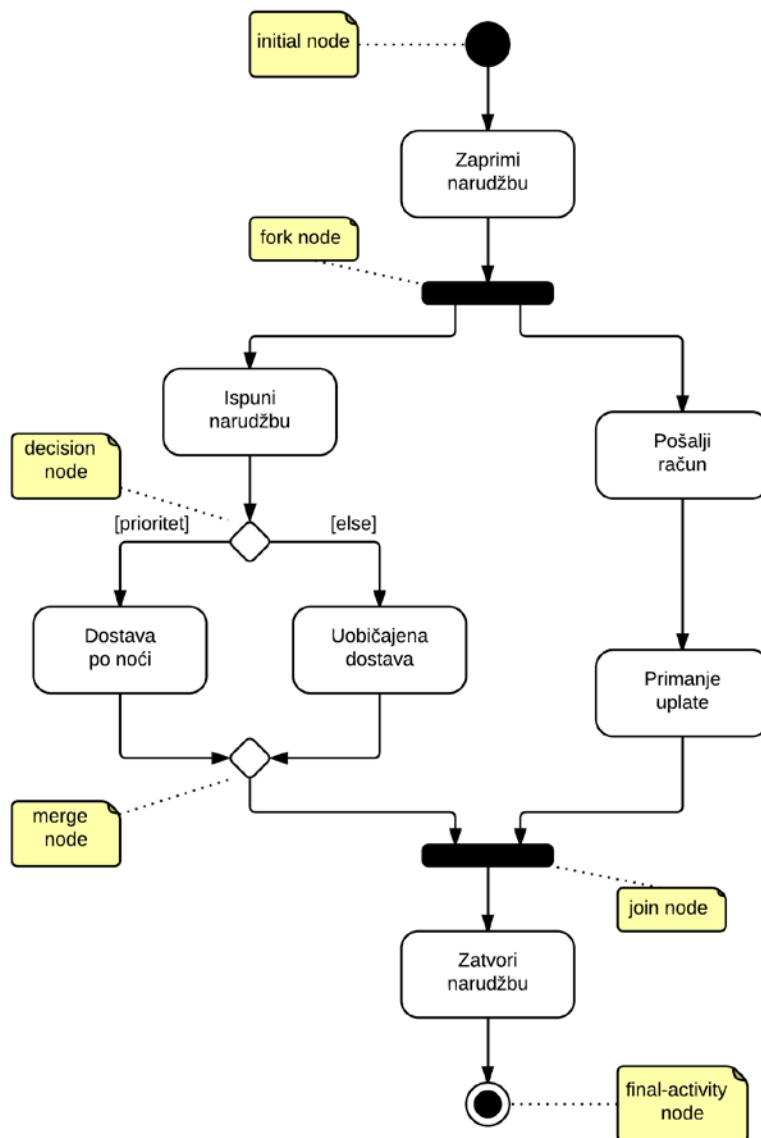 initial node
Zaprimi
narudžbu
fork node
Ispuni
narudžbu
Pošalji
račun
decision
node
[prioritet]
[else]
Dostava
po noći
Uobičajena
dostava
Primanje
uplate
merge
node
join node
Zatvori
narudžbu
final-activity
node